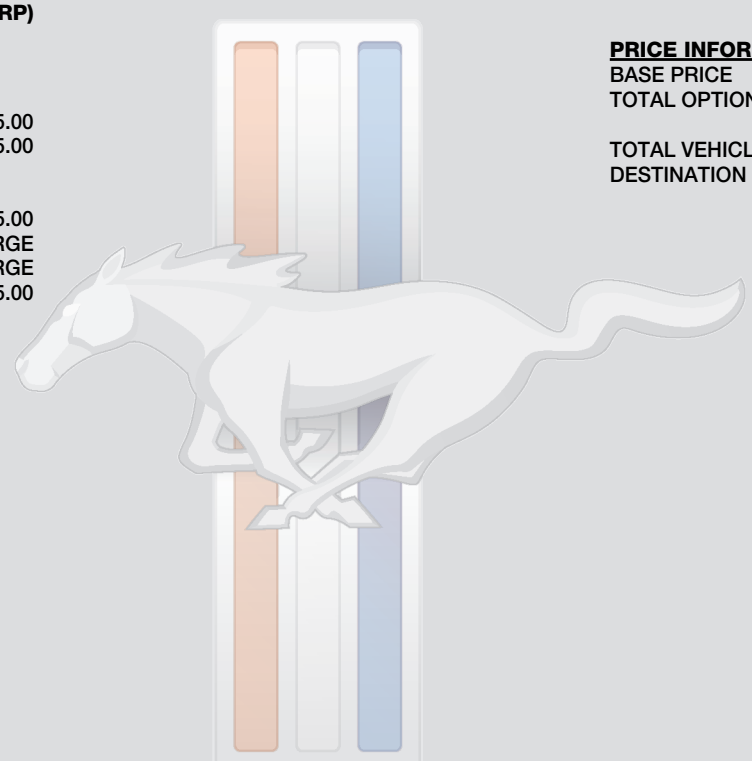 RP)
5.00
5.00
5.00
RGE
RGE
5.00
PRICE INFOR
BASE PRICE
TOTAL OPTION
TOTAL VEHICL
DESTINATION